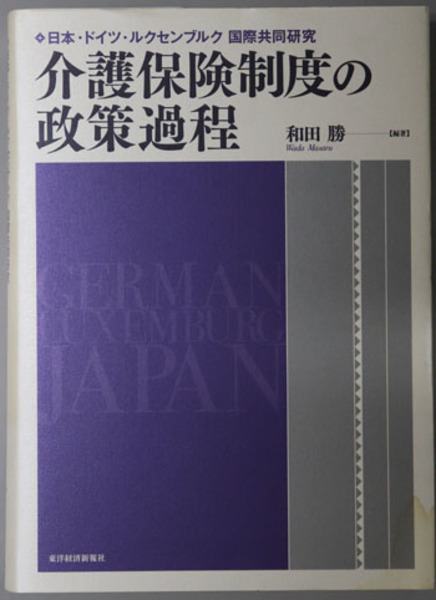 日本・ドイツ・ルクセンブルク 国際共同研究
介護保険制度の
政策過程
和田 勝 【編著】
Wada Masaru
GERMAN
LUXEMBURG
JAPAN
東洋経済新報社